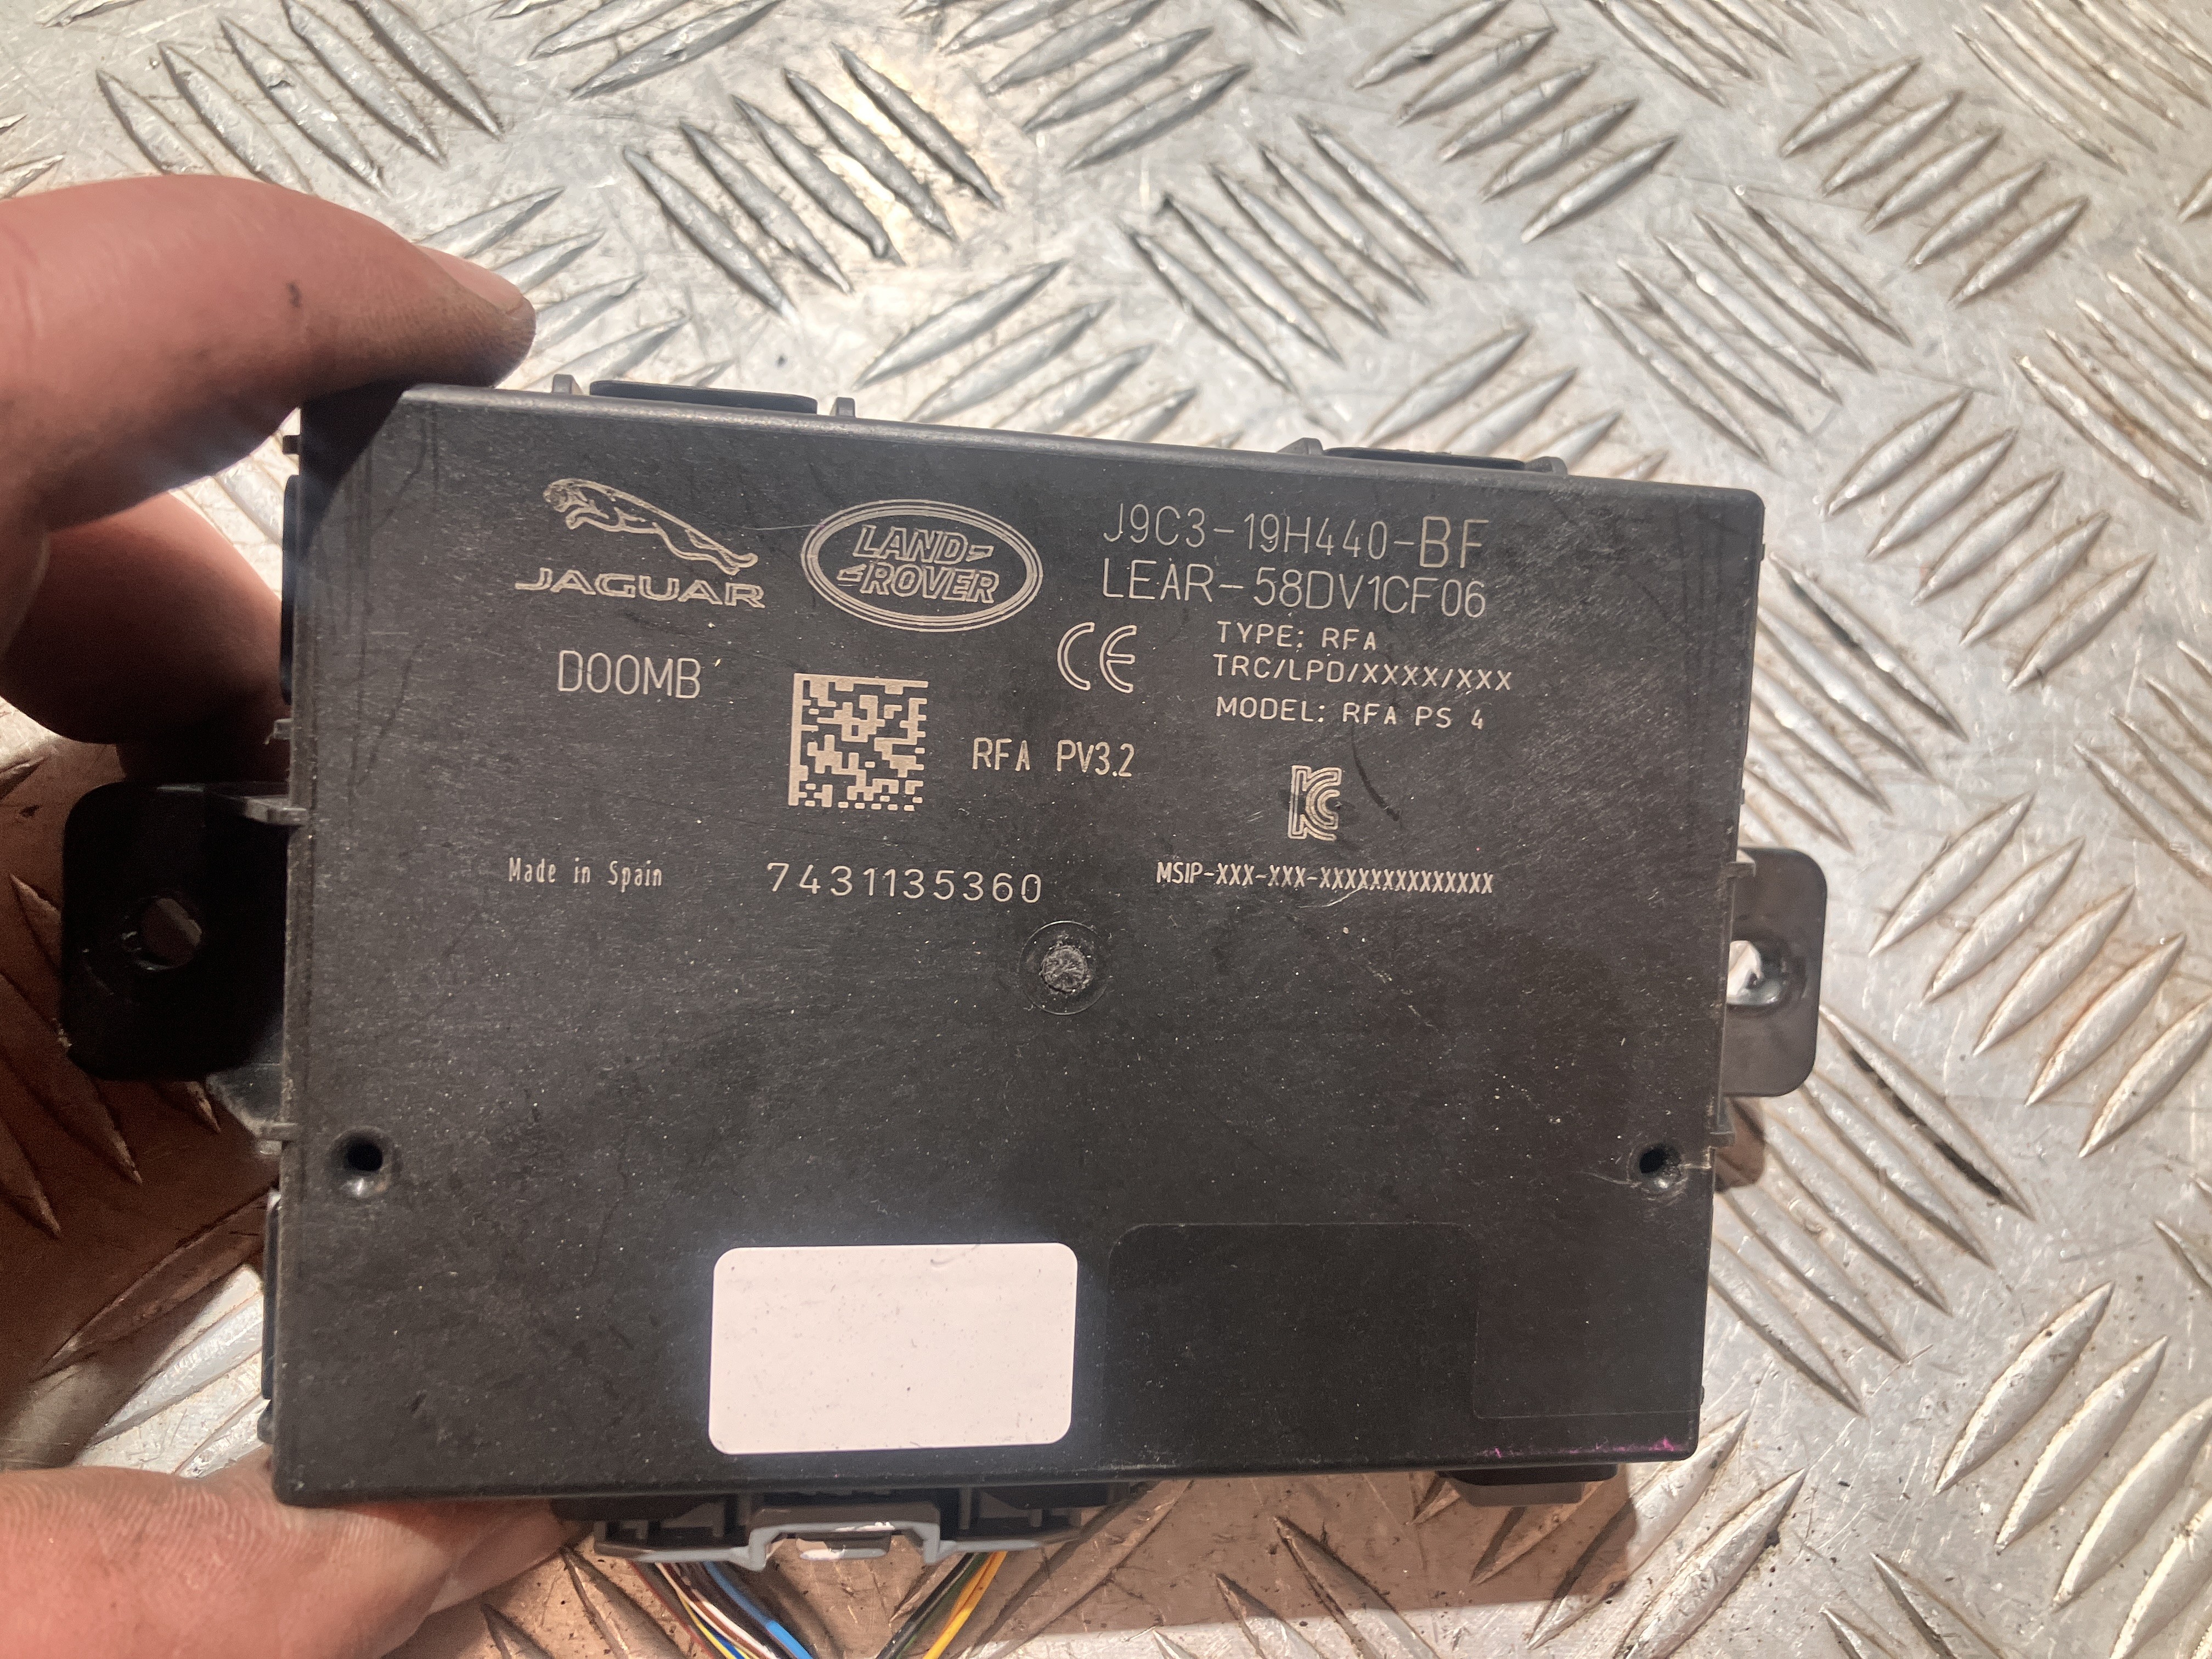 JAGUAR
LAND-
-ROVER
J9C3-19H440-BF
LEAR-58DV1CF06
CE
TYPE: RFA
TRC/LPD/XXXX/XXX
MODEL: RFA PS 4
D00MB
RFA PV3.2
Made in Spain
7431135360
MSIP-XXX-XXX-XXXXXXXXXXXXXX